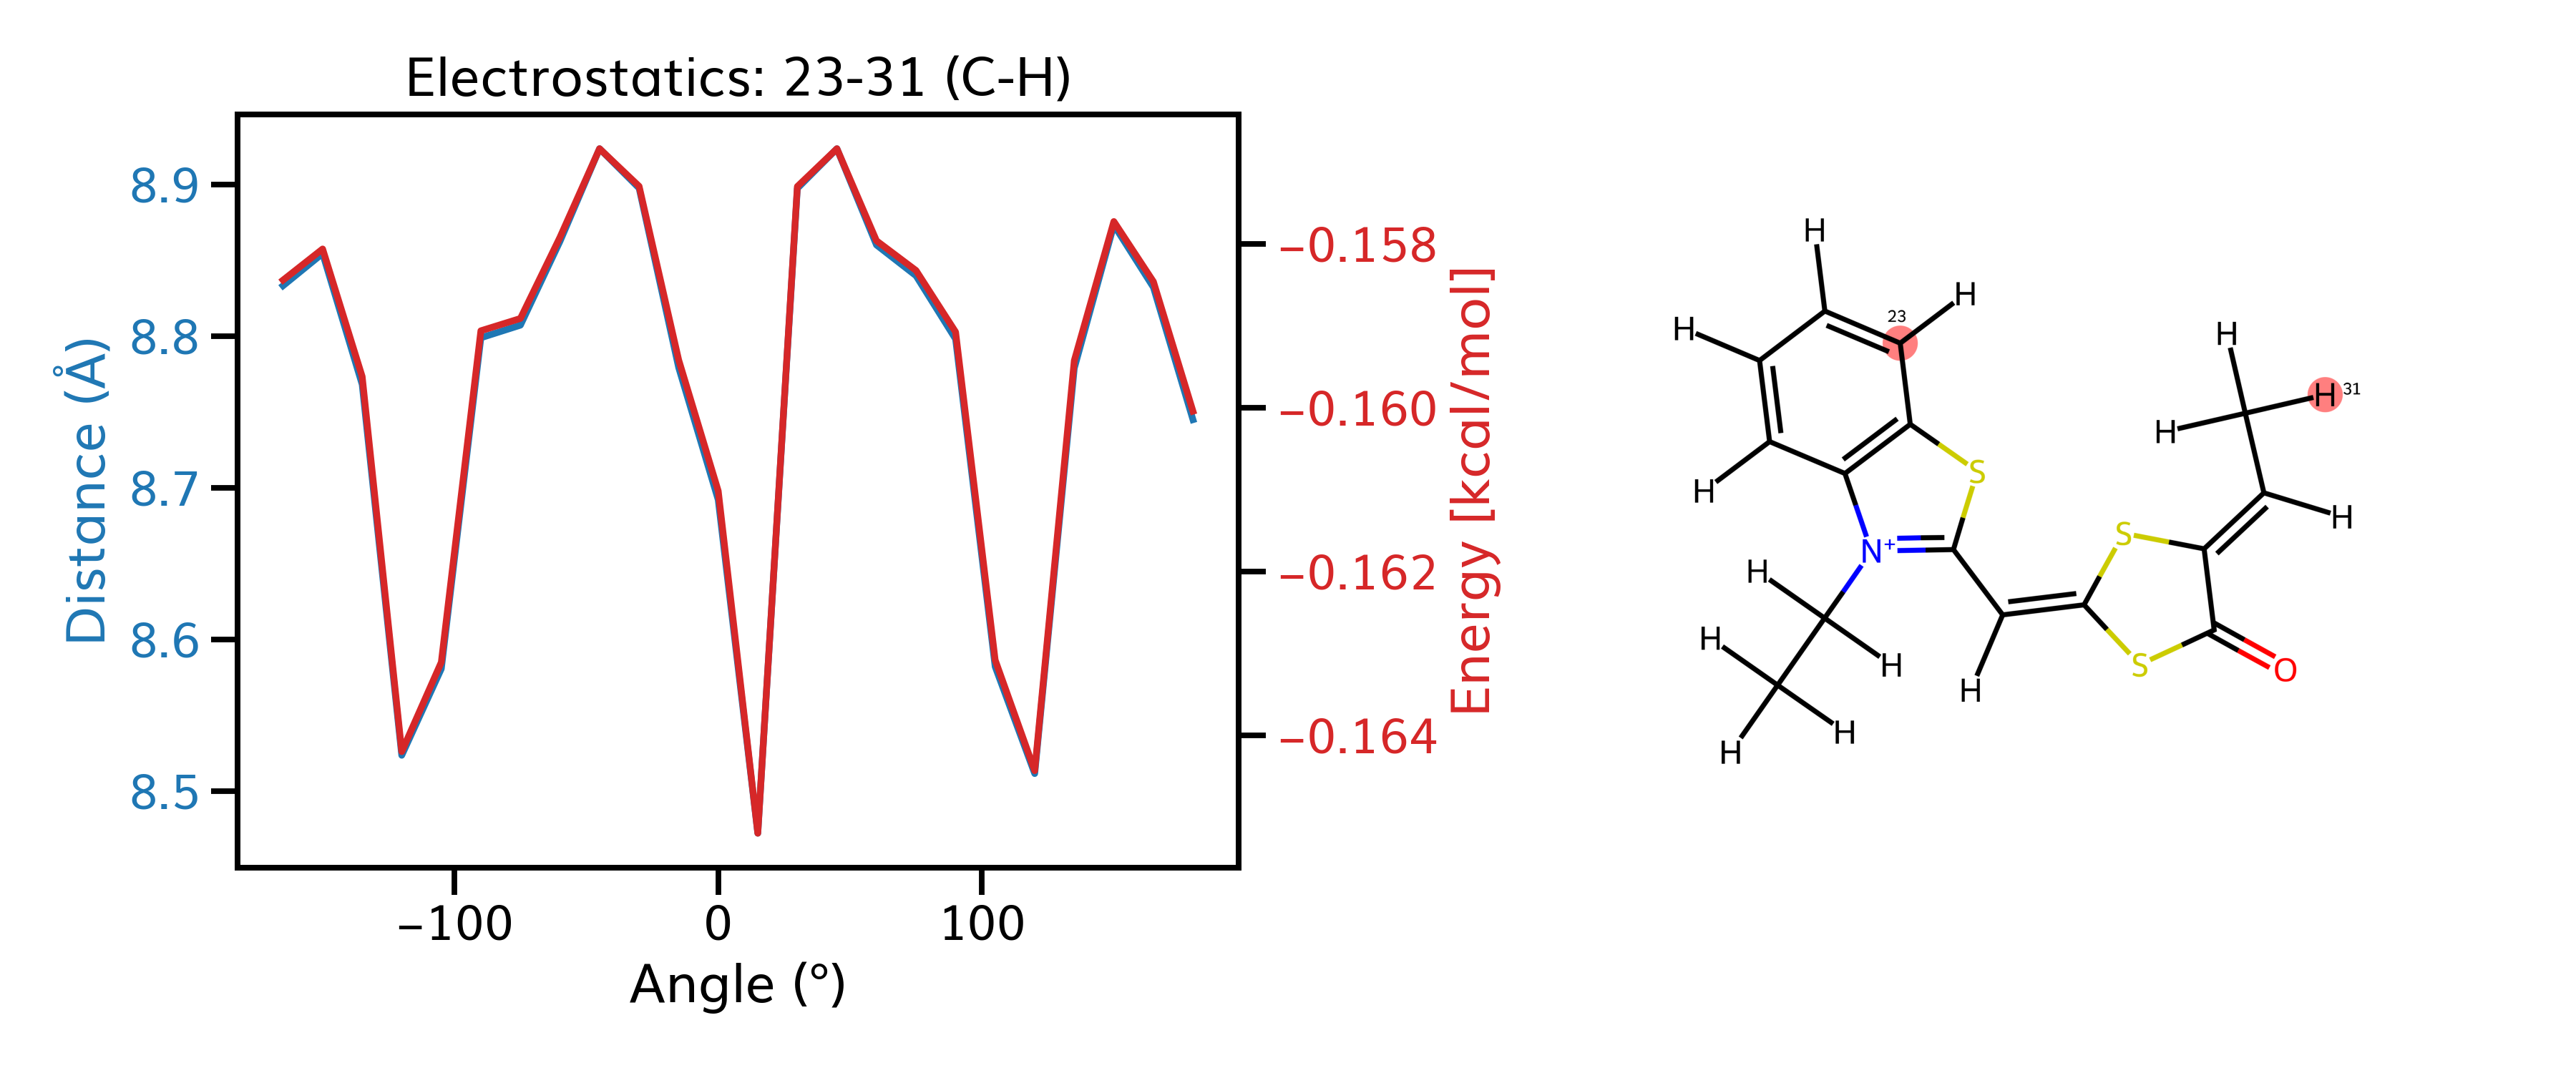 Electrostatics: 23-31 (C-H)
8.9
8.8
8.7
8.6
8.5
Distance (Å)
−0.158
−0.160
−0.162
−0.164
Energy [kcal/mol]
−100 0 100
Angle (°)
H
H
23
H
H
H
H 31
H
H
S
S
H
N⁺
H
H
H
S
O
H
H
H
H